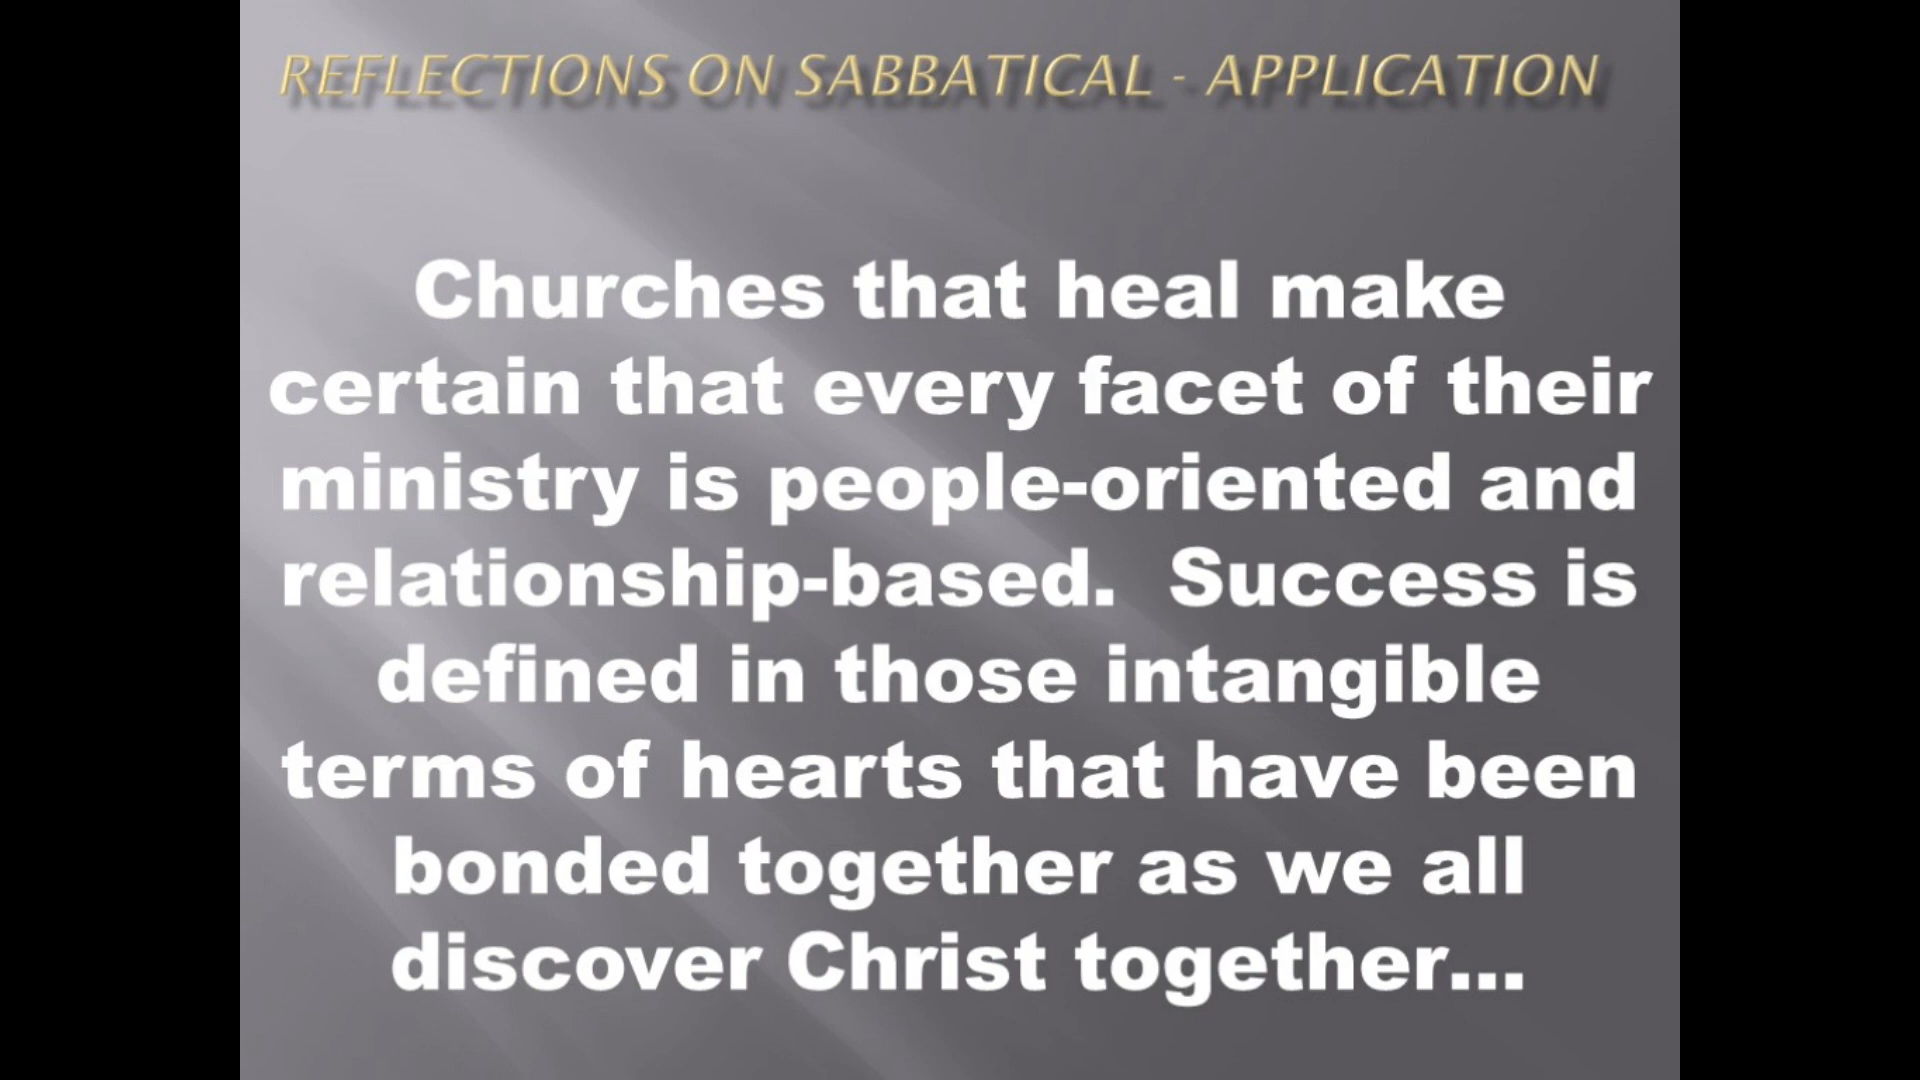 REFLECTIONS ON SABBATICAL - APPLICATION
Churches that heal make
certain that every facet of their
ministry is people-oriented and
relationship-based.  Success is
defined in those intangible
terms of hearts that have been
bonded together as we all
discover Christ together...